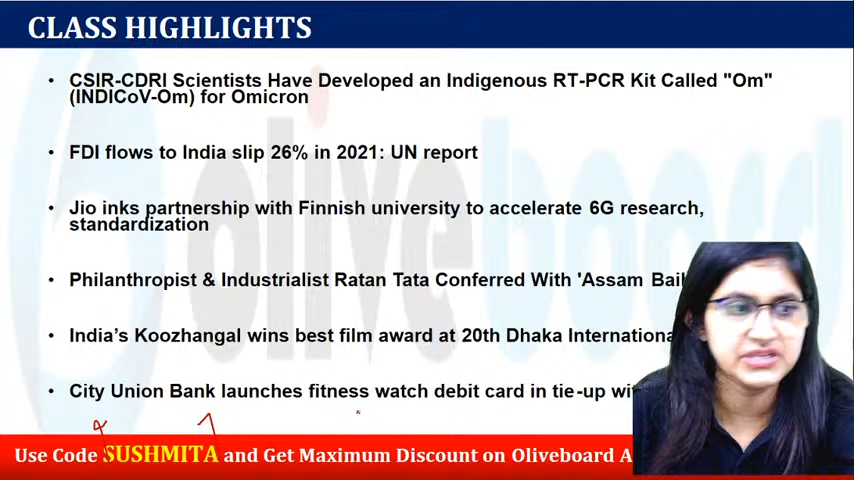 CLASS HIGHLIGHTS
• CSIR-CDRI Scientists Have Developed an Indigenous RT-PCR Kit Called "Om"
(INDICoV-Om) for Omicron
• FDI flows to India slip 26% in 2021: UN report
• Jio inks partnership with Finnish university to accelerate 6G research,
standardization
• Philanthropist & Industrialist Ratan Tata Conferred With 'Assam
• India's Koozhangal wins best film award at 20th Dhaka
• City Union Bank launches fitness watch debit card in tie-up
Use Code SUSHMITA and Get Maximum Discount on Oliveboard
oliveboard